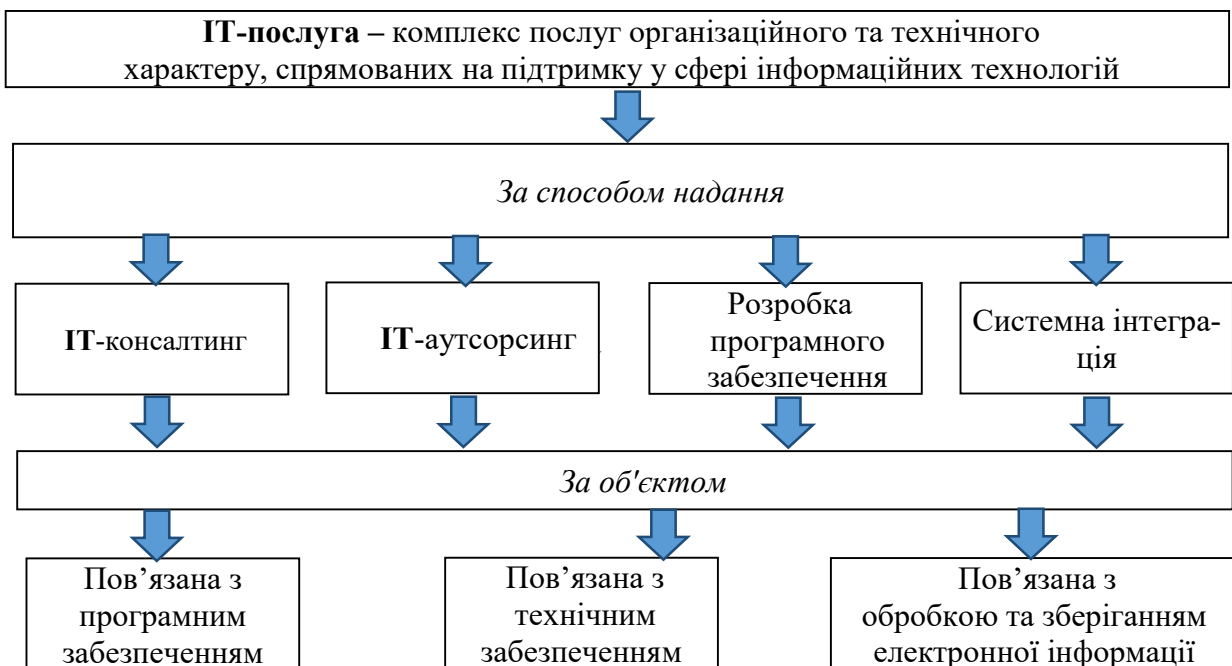 ІТ-послуга – комплекс послуг організаційного та технічного
характеру, спрямованих на підтримку у сфері інформаційних технологій
За способом надання
ІТ-консалтинг
ІТ-аутсорсинг
Розробка
програмного
забезпечення
Системна інтегра-
ція
За об'єктом
Пов’язана з
програмним
забезпеченням
Пов’язана з
технічним
забезпеченням
Пов’язана з
обробкою та зберіганням
електронної інформації